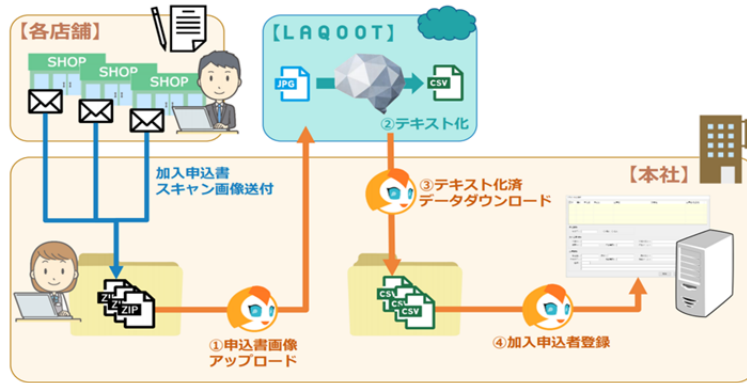 【各店舗】
SHOP
SHOP
SHOP
【LAQOOT】
JPG
CSV
②テキスト化
加入申込書
スキャン画像送付
③テキスト化済
データダウンロード
【本社】
ZIP
①申込書画像
アップロード
CSV
CSV
CSV
④加入申込者登録